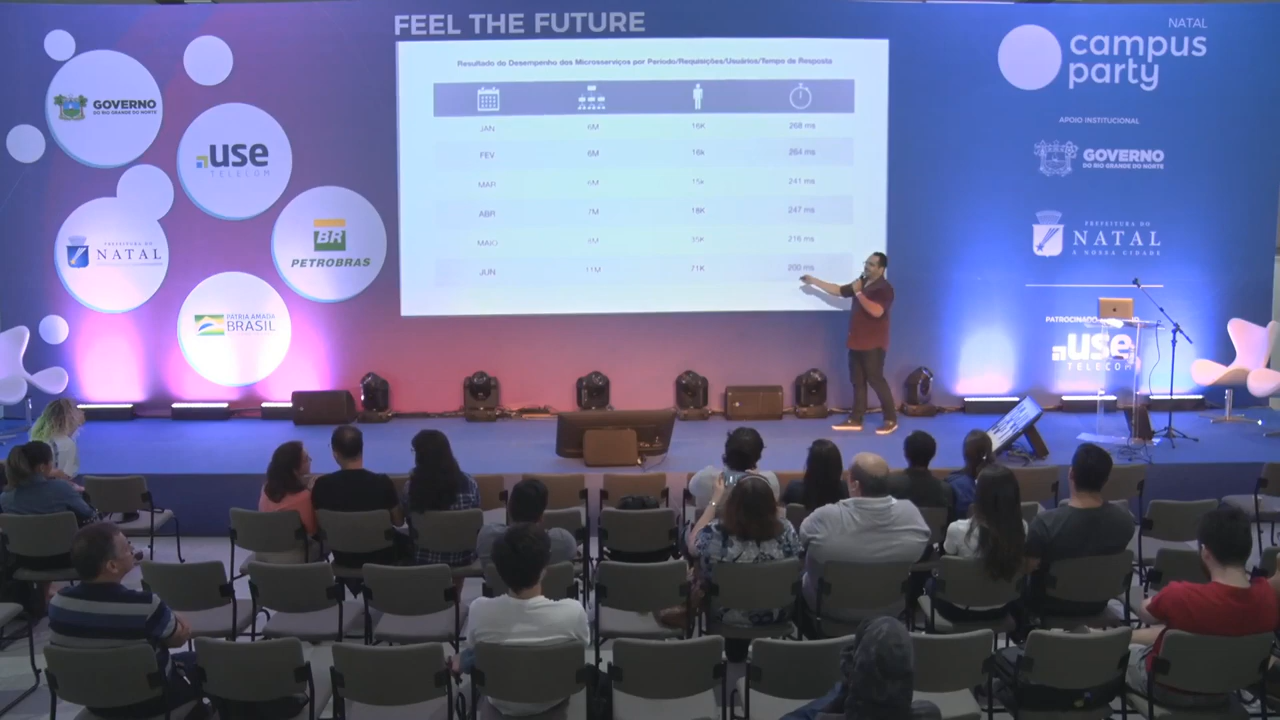 FEEL THE FUTURE
Resultado do Desempenho dos Microsserviços por Período/Requisições/Usuários/Tempo de Resposta
JAN 6M 16K 268 ms
FEV 6M 16k 264 ms
MAR 6M 15k 241 ms
ABR 7M 18K 247 ms
MAIO 216 ms
JUN 11M 71K 200 ms
GOVERNO
DO RIO GRANDE DO NORTE
USE
TELECOM
PREFEITURA DO
NATAL
BR
PETROBRAS
PÁTRIA AMADA
BRASIL
NATAL
campus
party
APOIO INSTITUCIONAL
GOVERNO
DO RIO GRANDE DO NORTE
PREFEITURA DO
NATAL
A NOSSA CIDADE
USE
TELECOM